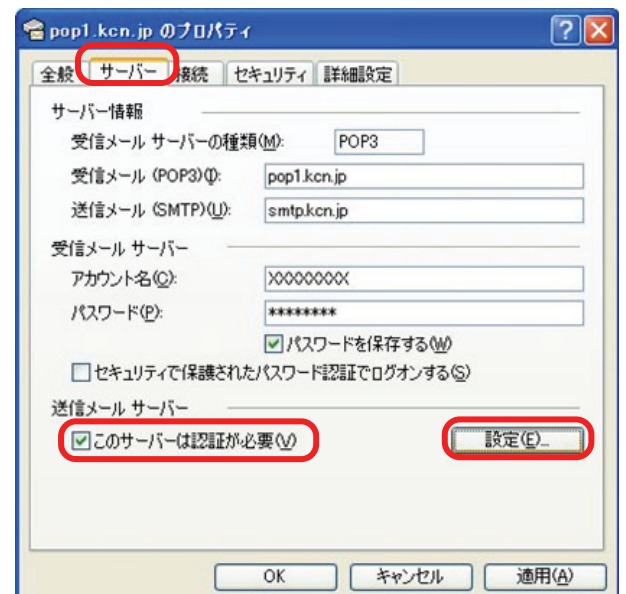 pop1.kcn.jp のプロパティ
全般 サーバー 接続 セキュリティ 詳細設定
サーバー情報
受信メール サーバーの種類(M): POP3
受信メール (POP3)(I): pop1.kcn.jp
送信メール (SMTP)(U): smtp.kcn.jp
受信メール サーバー
アカウント名(C): XXXXXXXX
パスワード(P): ********
パスワードを保存する(W)
セキュリティで保護されたパスワード認証でログオンする(S)
送信メール サーバー
このサーバーは認証が必要(V) 設定(E)...
OK キャンセル 適用(A)